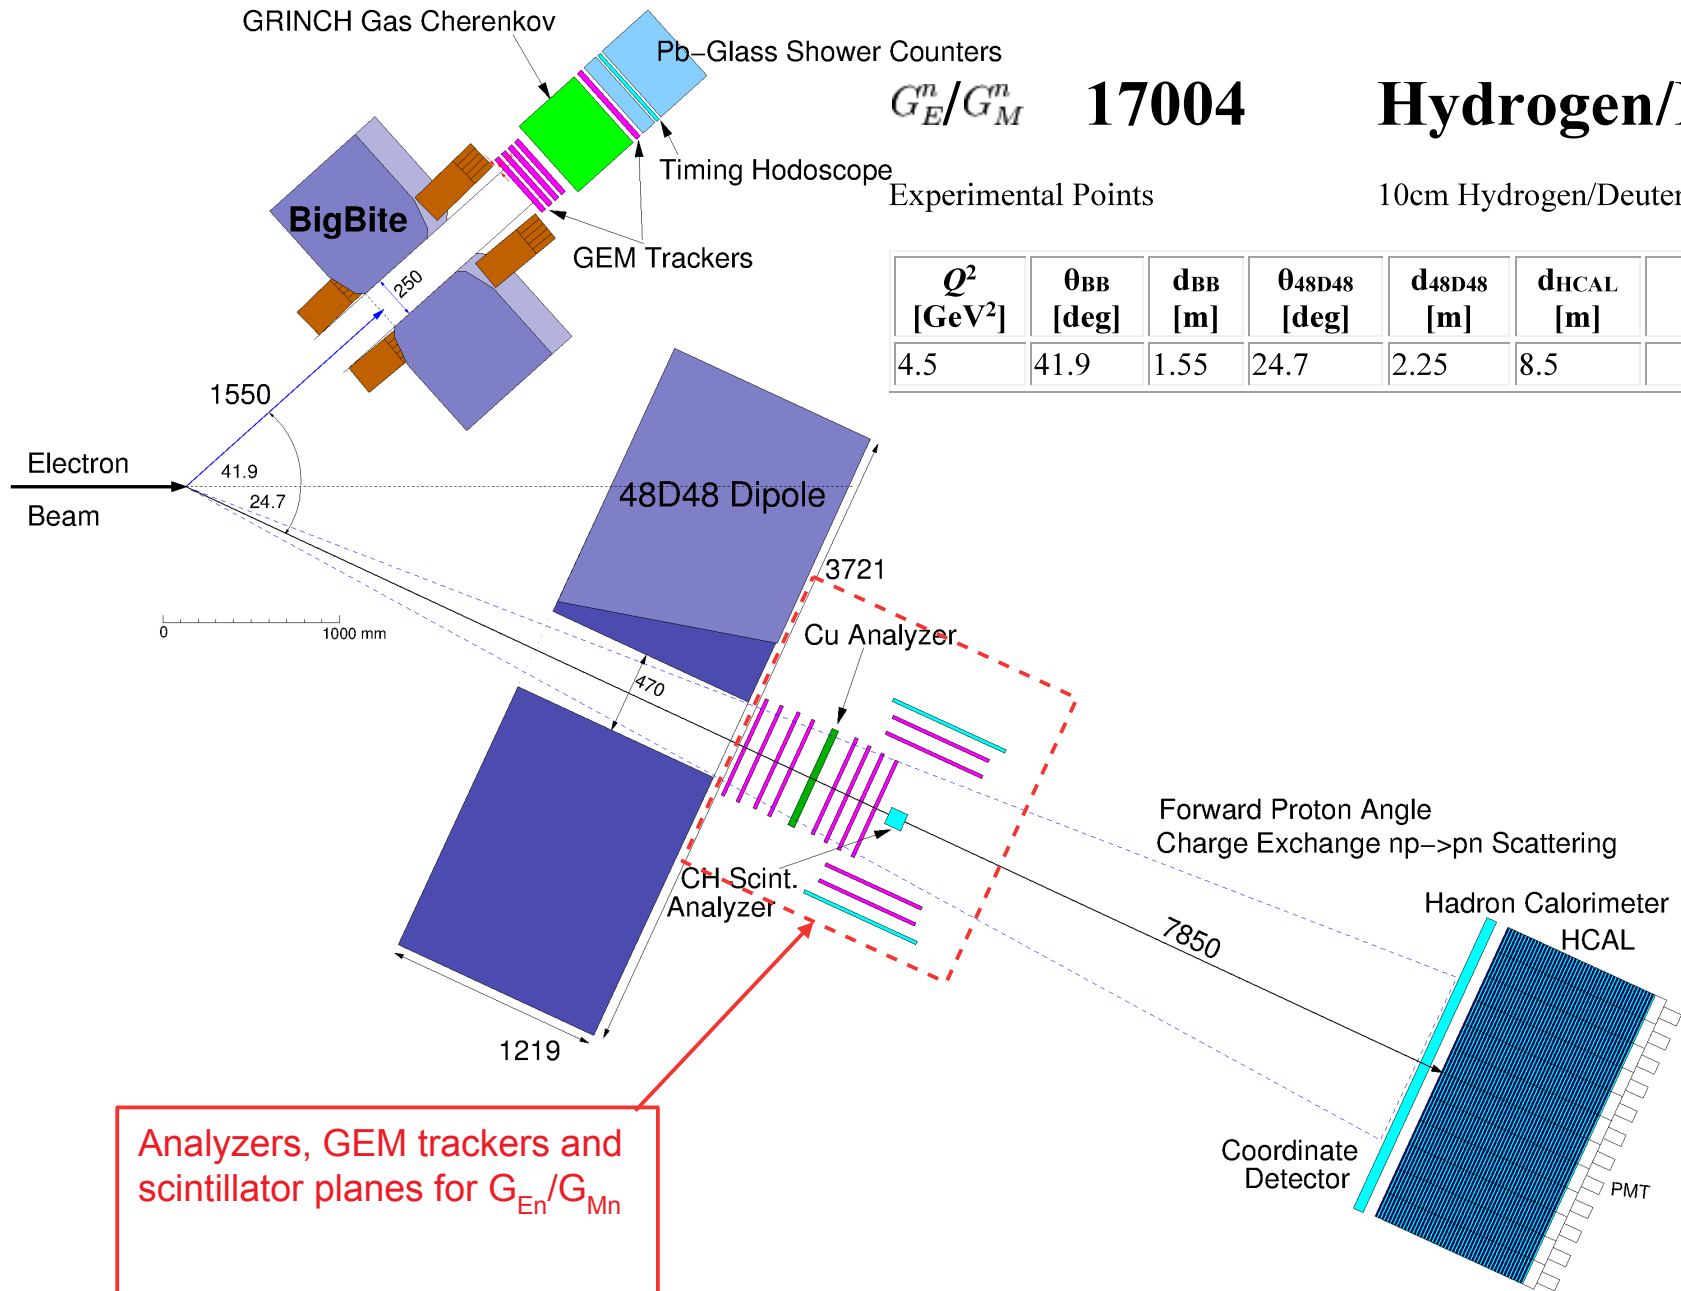 GRINCH Gas Cherenkov
Pb-Glass Shower Counters
Timing Hodoscope
BigBite
GEM Trackers
250
1550
Electron
Beam
41.9
24.7
48D48 Dipole
3721
0
1000 mm
Cu Analyzer
470
CH Scint.
Analyzer
1219
Forward Proton Angle
Charge Exchange np->pn Scattering
7850
Hadron Calorimeter
HCAL
Coordinate
Detector
PMT
Analyzers, GEM trackers and
scintillator planes for G_En/G_Mn
G_E^n/G_M^n 17004 Hydrogen/
Experimental Points 10cm Hydrogen/Deuter
Q² θBB dBB θ48D48 d48D48 dHCAL
[GeV²] [deg] [m] [deg] [m] [m]
4.5 41.9 1.55 24.7 2.25 8.5